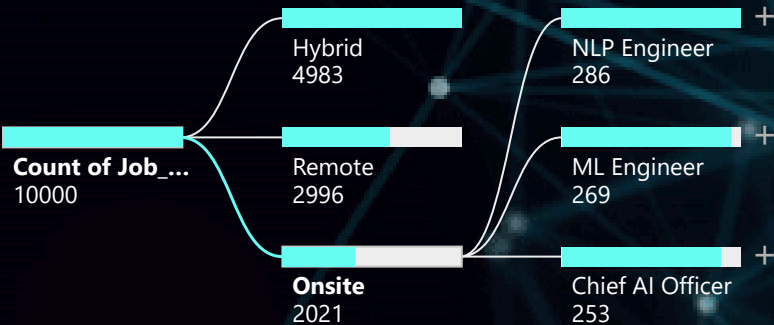 Count of Job_...
10000
Hybrid
4983
Remote
2996
Onsite
2021
NLP Engineer
286
ML Engineer
269
Chief AI Officer
253